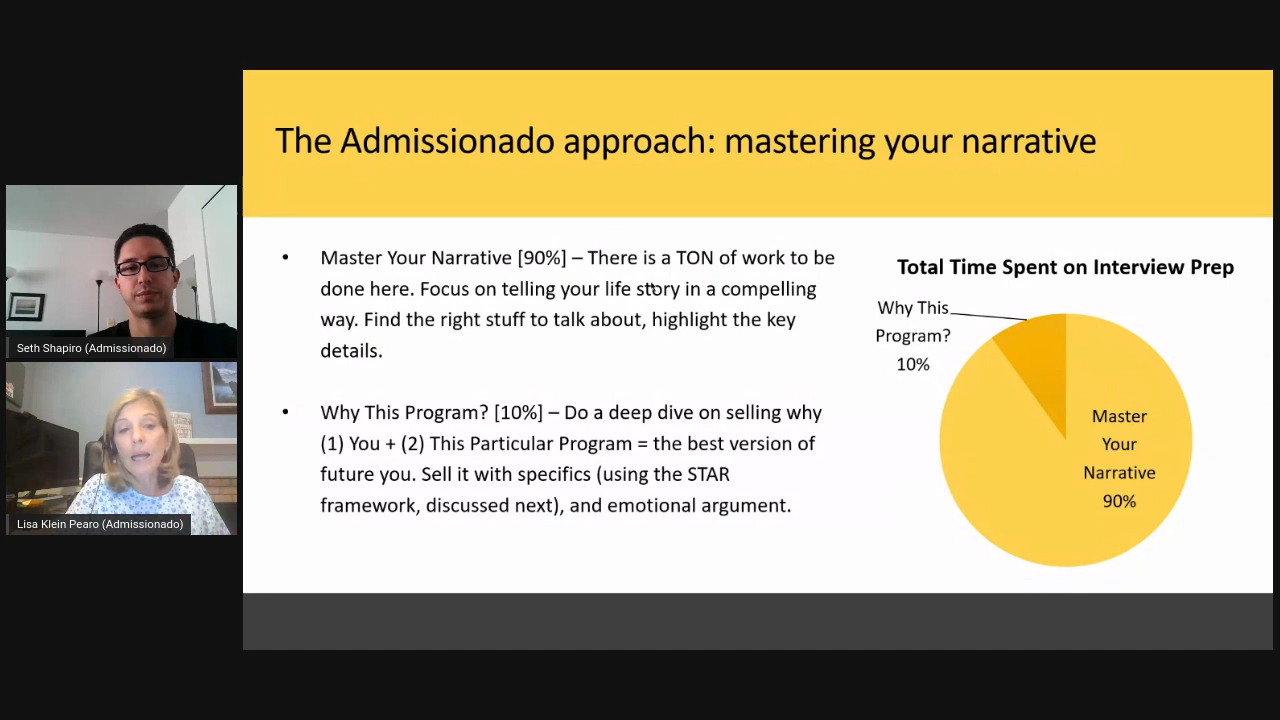 The Admissionado approach: mastering your narrative
• Master Your Narrative [90%] – There is a TON of work to be
done here. Focus on telling your life story in a compelling
way. Find the right stuff to talk about, highlight the key
details.
• Why This Program? [10%] – Do a deep dive on selling why
(1) You + (2) This Particular Program = the best version of
future you. Sell it with specifics (using the STAR
framework, discussed next), and emotional argument.
Total Time Spent on Interview Prep
Why This
Program?
10%
Master
Your
Narrative
90%
Seth Shapiro (Admissionado)
Lisa Klein Pearo (Admissionado)